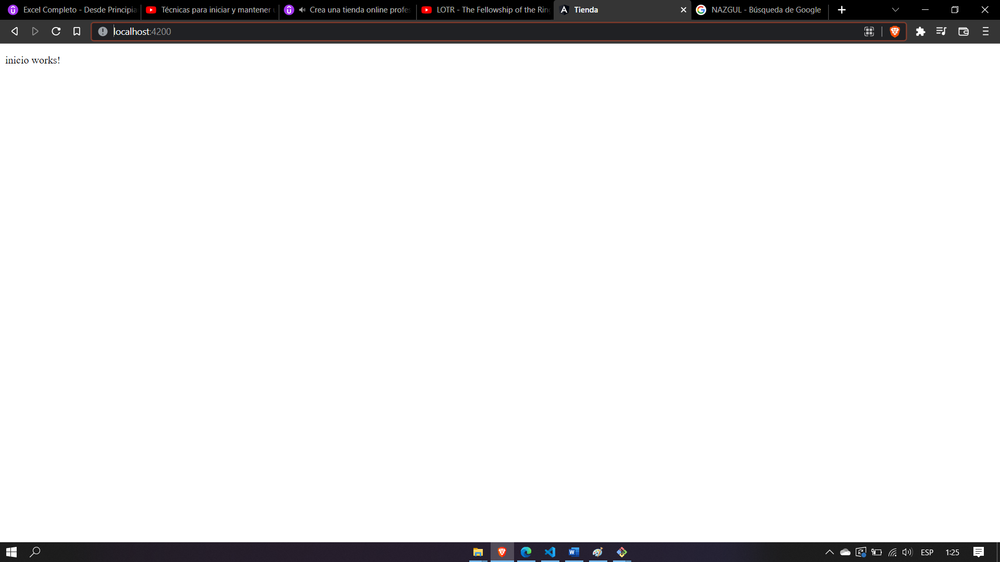 Excel Completo - Desde Principia
Técnicas para iniciar y mantener u
Crea una tienda online profes
LOTR - The Fellowship of the Ring
Tienda
NAZGUL - Búsqueda de Google
localhost:4200
inicio works!
ESP
1:25